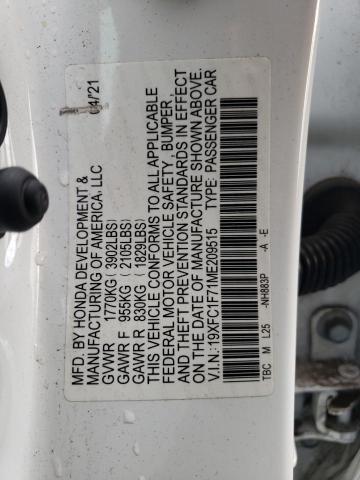 MFD. BY HONDA DEVELOPMENT & 04/21
MANUFACTURING OF AMERICA, LLC
GVWR 1770KG (3902LBS)
GAWR F 955KG (2105LBS)
GAWR R 830KG (1829LBS)
THIS VEHICLE CONFORMS TO ALL APPLICABLE
FEDERAL MOTOR VEHICLE SAFETY, BUMPER,
AND THEFT PREVENTION STANDARDS IN EFFECT
ON THE DATE OF MANUFACTURE SHOWN ABOVE.
V.I.N.:19XFC1F71ME209515 TYPE: PASSENGER CAR
TBC M L25 -NH883P -A -E